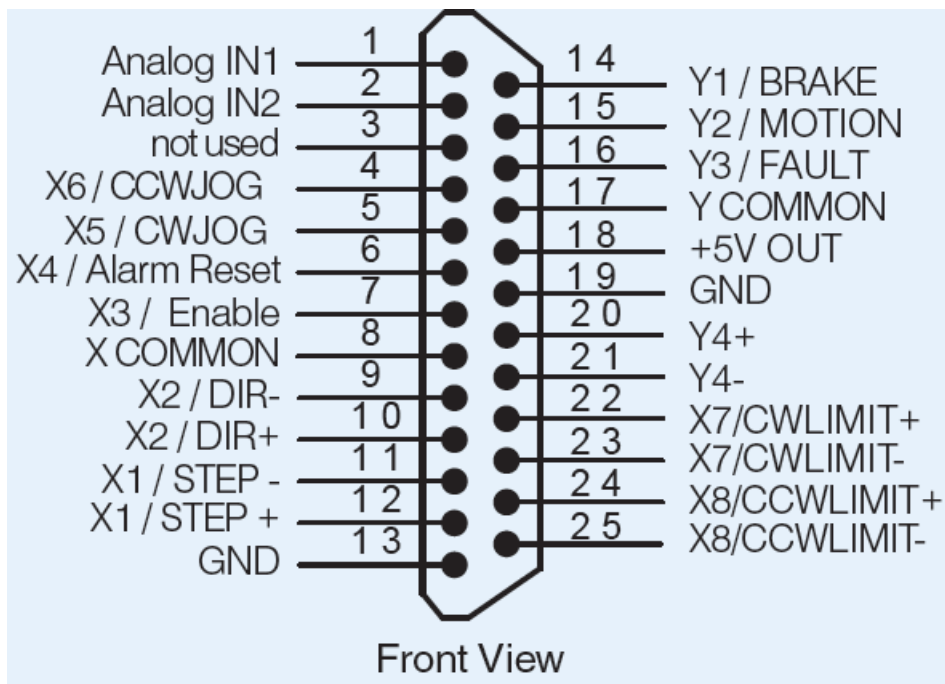 1
Analog IN1
2
Analog IN2
3
not used
4
X6 / CCWJOG
5
X5 / CWJOG
6
X4 / Alarm Reset
7
X3 / Enable
8
X COMMON
9
X2 / DIR-
10
X2 / DIR+
11
X1 / STEP -
12
X1 / STEP +
13
GND
14
Y1 / BRAKE
15
Y2 / MOTION
16
Y3 / FAULT
17
Y COMMON
18
+5V OUT
19
GND
20
Y4+
21
Y4-
22
X7/CWLIMIT+
23
X7/CWLIMIT-
24
X8/CCWLIMIT+
25
X8/CCWLIMIT-
Front View